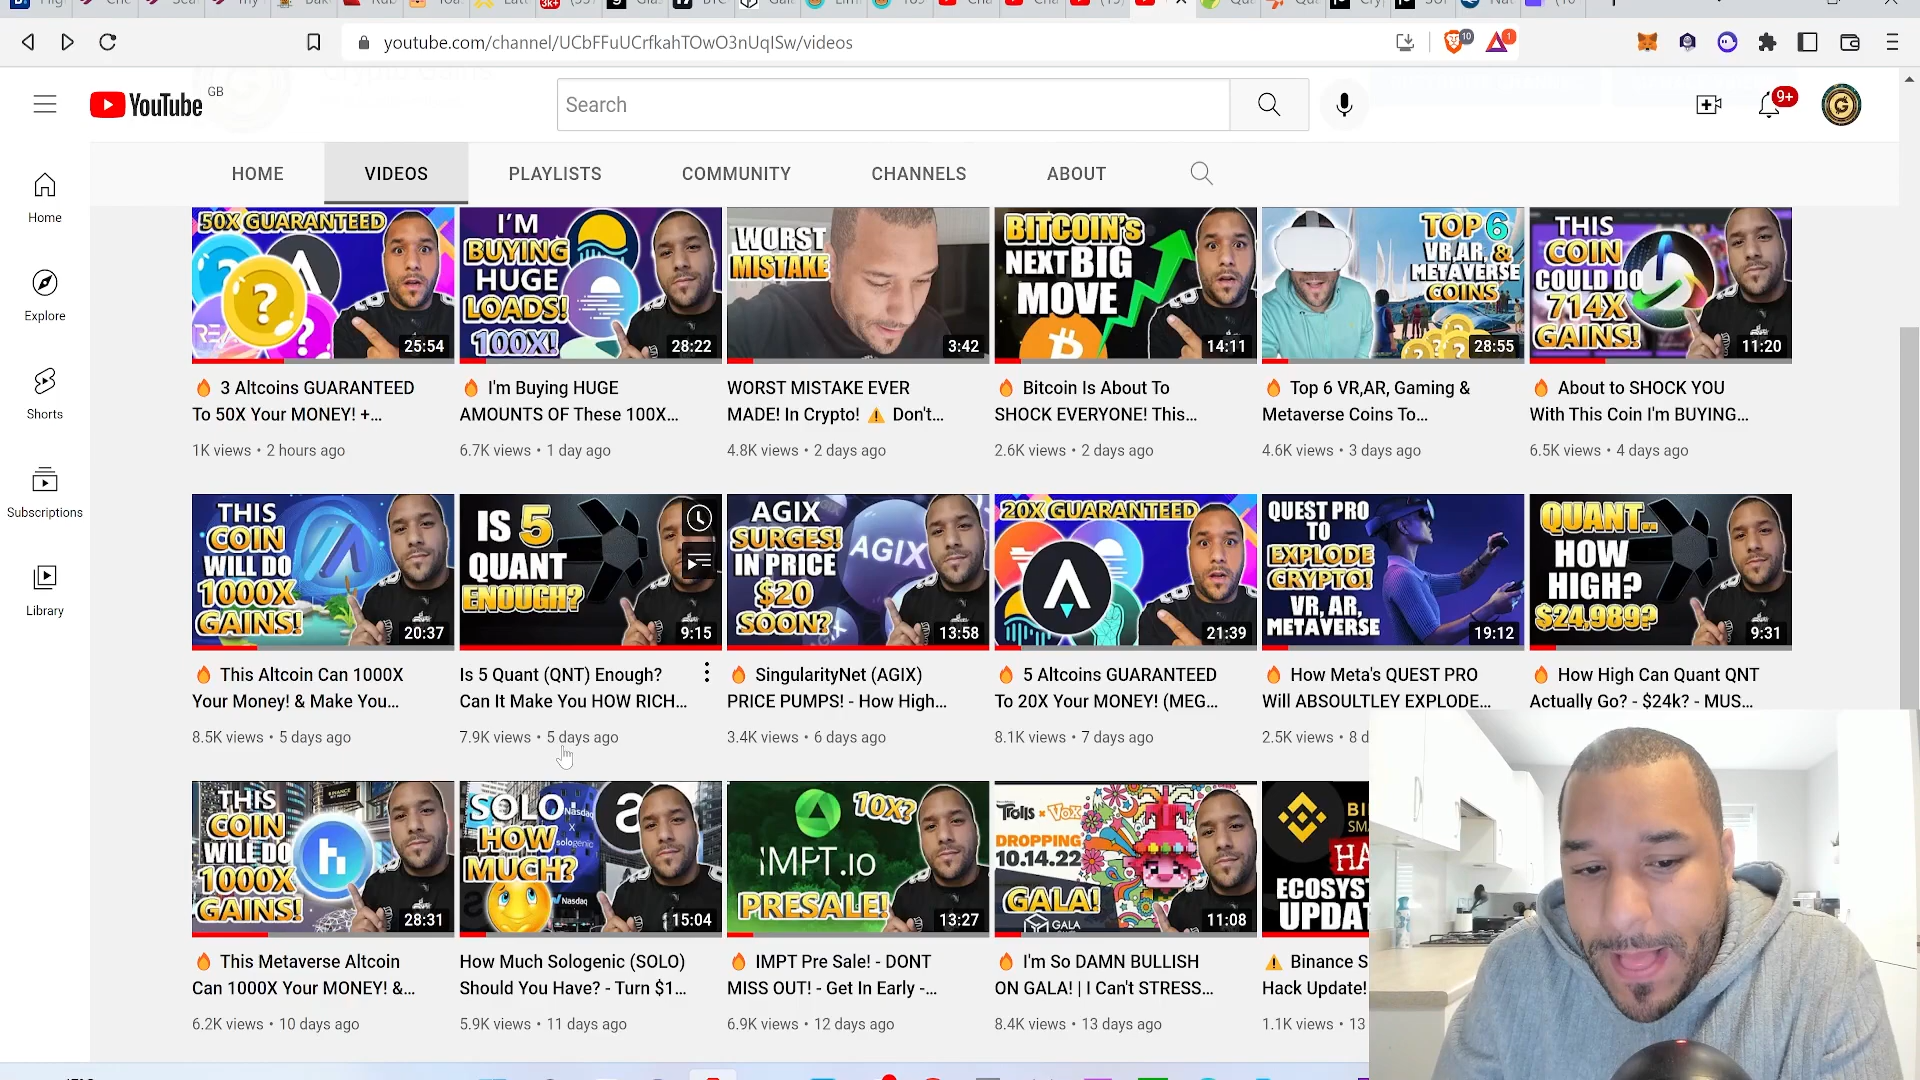 youtube.com/channel/UCbFFuUCrfkahTOwO3nUqISw/videos
10
1
YouTube GB
Search
9+
HOME VIDEOS PLAYLISTS COMMUNITY CHANNELS ABOUT
Home
Explore
Shorts
Subscriptions
Library
50X GUARANTEED
25:54
3 Altcoins GUARANTEED
To 50X Your MONEY! +...
1K views • 2 hours ago
I'M
BUYING
HUGE
LOADS!
100X!
28:22
I'm Buying HUGE
AMOUNTS OF These 100X...
6.7K views • 1 day ago
WORST
MISTAKE
3:42
WORST MISTAKE EVER
MADE! In Crypto! ⚠️ Don't...
4.8K views • 2 days ago
BITCOIN'S
NEXT BIG
MOVE
14:11
Bitcoin Is About To
SHOCK EVERYONE! This...
2.6K views • 2 days ago
TOP 6
VR,AR, &
METAVERSE
COINS
28:55
Top 6 VR,AR, Gaming &
Metaverse Coins To...
4.6K views • 3 days ago
THIS
COIN
COULD DO
714X
GAINS!
11:20
About to SHOCK YOU
With This Coin I'm BUYING...
6.5K views • 4 days ago
THIS
COIN
WILL DO
1000X
GAINS!
20:37
This Altcoin Can 1000X
Your Money! & Make You...
8.5K views • 5 days ago
IS 5
QUANT
ENOUGH?
9:15
Is 5 Quant (QNT) Enough?
Can It Make You HOW RICH...
7.9K views • 5 days ago
AGIX
SURGES!
IN PRICE
$20
SOON?
AGIX
13:58
SingularityNet (AGIX)
PRICE PUMPS! - How High...
3.4K views • 6 days ago
20X GUARANTEED
21:39
5 Altcoins GUARANTEED
To 20X Your MONEY! (MEG...
8.1K views • 7 days ago
QUEST PRO
TO
EXPLODE
CRYPTO!
VR, AR,
METAVERSE
19:12
How Meta's QUEST PRO
Will ABSOULTLEY EXPLODE...
2.5K views • 8 d
QUANT..
HOW
HIGH?
$24,989?
9:31
How High Can Quant QNT
Actually Go? - $24k? - MUS...
THIS
COIN
WILE DO
1000X
GAINS!
28:31
This Metaverse Altcoin
Can 1000X Your MONEY! &...
6.2K views • 10 days ago
SOLO
HOW
MUCH?
Nasdaq
X
sologenic
Nasdaq
15:04
How Much Sologenic (SOLO)
Should You Have? - Turn $1...
5.9K views • 11 days ago
10X?
IMPT.io
PRESALE!
13:27
IMPT Pre Sale! - DONT
MISS OUT! - Get In Early -...
6.9K views • 12 days ago
Trolls x VOX
DROPPING
10.14.22
GALA!
GALA
11:08
I'm So DAMN BULLISH
ON GALA! | I Can't STRESS...
8.4K views • 13 days ago
BI
SMA
HA
ECOSYST
UPDAT
⚠️ Binance S
Hack Update!
1.1K views • 13